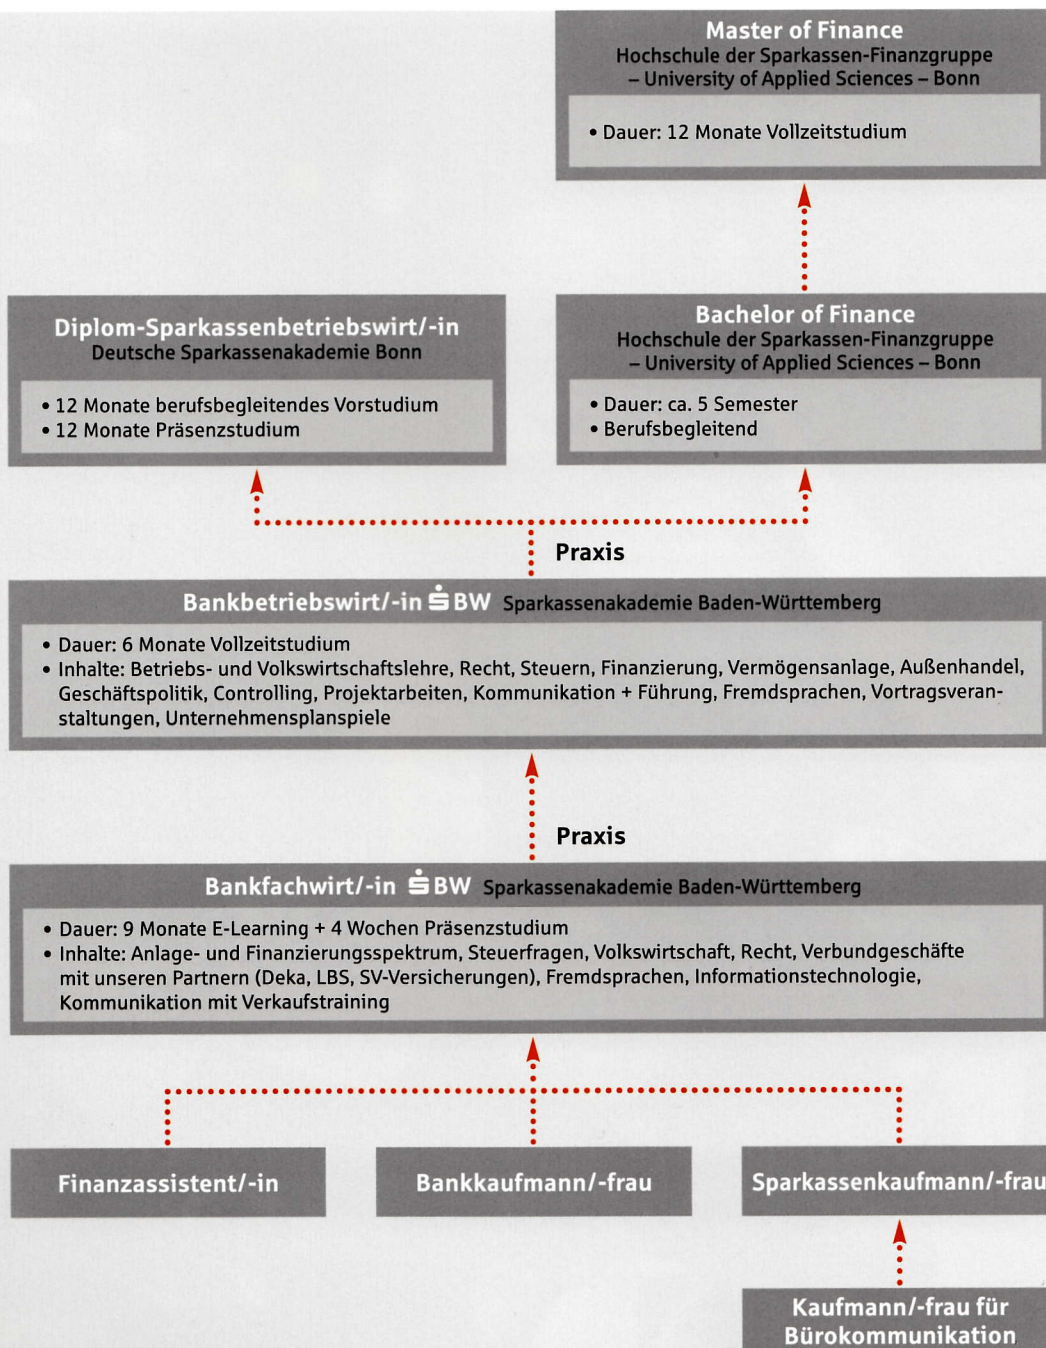 Master of Finance
Hochschule der Sparkassen-Finanzgruppe
– University of Applied Sciences – Bonn
• Dauer: 12 Monate Vollzeitstudium
Diplom-Sparkassenbetriebswirt/-in
Deutsche Sparkassenakademie Bonn
• 12 Monate berufsbegleitendes Vorstudium
• 12 Monate Präsenzstudium
Bachelor of Finance
Hochschule der Sparkassen-Finanzgruppe
– University of Applied Sciences – Bonn
• Dauer: ca. 5 Semester
• Berufsbegleitend
Praxis
Bankbetriebswirt/-in S BW Sparkassenakademie Baden-Württemberg
• Dauer: 6 Monate Vollzeitstudium
• Inhalte: Betriebs- und Volkswirtschaftslehre, Recht, Steuern, Finanzierung, Vermögensanlage, Außenhandel,
Geschäftspolitik, Controlling, Projektarbeiten, Kommunikation + Führung, Fremdsprachen, Vortragsveran-
staltungen, Unternehmensplanspiele
Praxis
Bankfachwirt/-in S BW Sparkassenakademie Baden-Württemberg
• Dauer: 9 Monate E-Learning + 4 Wochen Präsenzstudium
• Inhalte: Anlage- und Finanzierungsspektrum, Steuerfragen, Volkswirtschaft, Recht, Verbundgeschäfte
mit unseren Partnern (Deka, LBS, SV-Versicherungen), Fremdsprachen, Informationstechnologie,
Kommunikation mit Verkaufstraining
Finanzassistent/-in
Bankkaufmann/-frau
Sparkassenkaufmann/-frau
Kaufmann/-frau für
Bürokommunikation